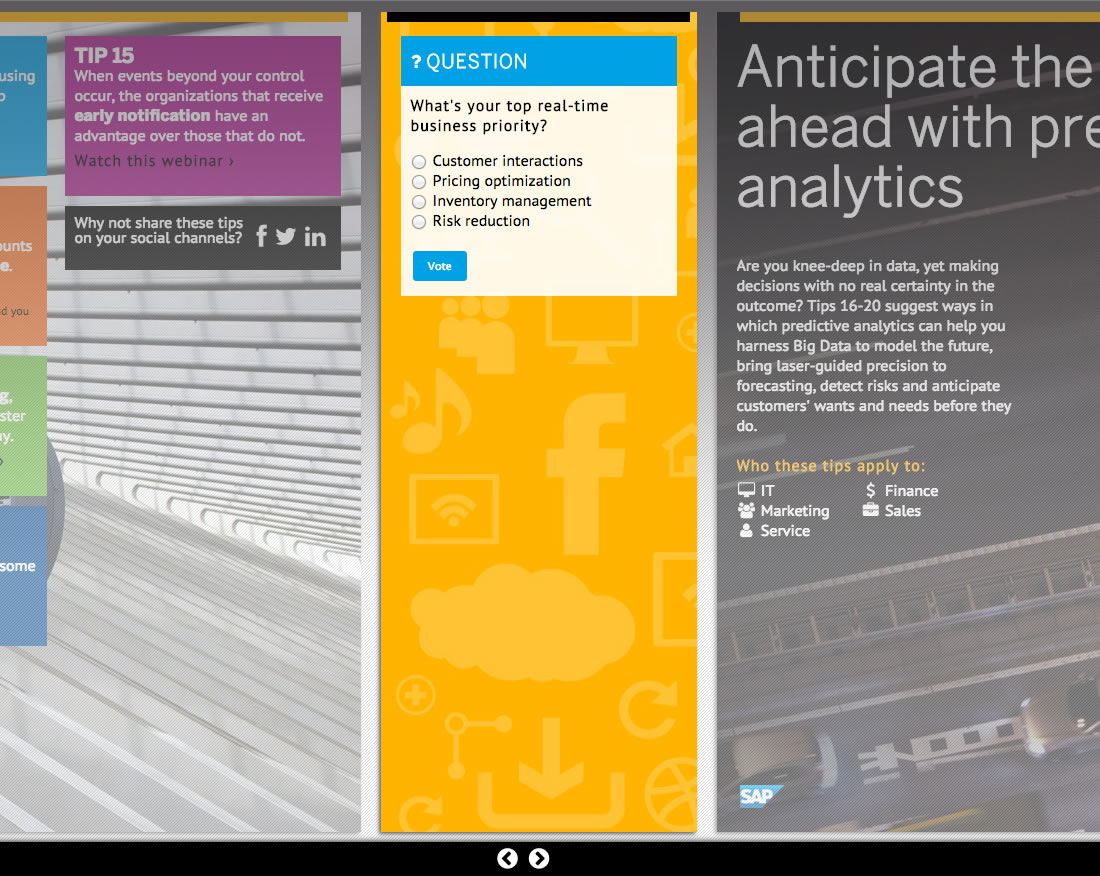 using
ounts
e.
d you
g,
ster
y.
some
TIP 15
When events beyond your control
occur, the organizations that receive
early notification have an
advantage over those that do not.
Watch this webinar ›
Why not share these tips
on your social channels?
? QUESTION
What's your top real-time
business priority?
Customer interactions
Pricing optimization
Inventory management
Risk reduction
Vote
Anticipate the
ahead with pre
analytics
Are you knee-deep in data, yet making
decisions with no real certainty in the
outcome? Tips 16-20 suggest ways in
which predictive analytics can help you
harness Big Data to model the future,
bring laser-guided precision to
forecasting, detect risks and anticipate
customers' wants and needs before they
do.
Who these tips apply to:
IT
$ Finance
Marketing
Sales
Service
SAP